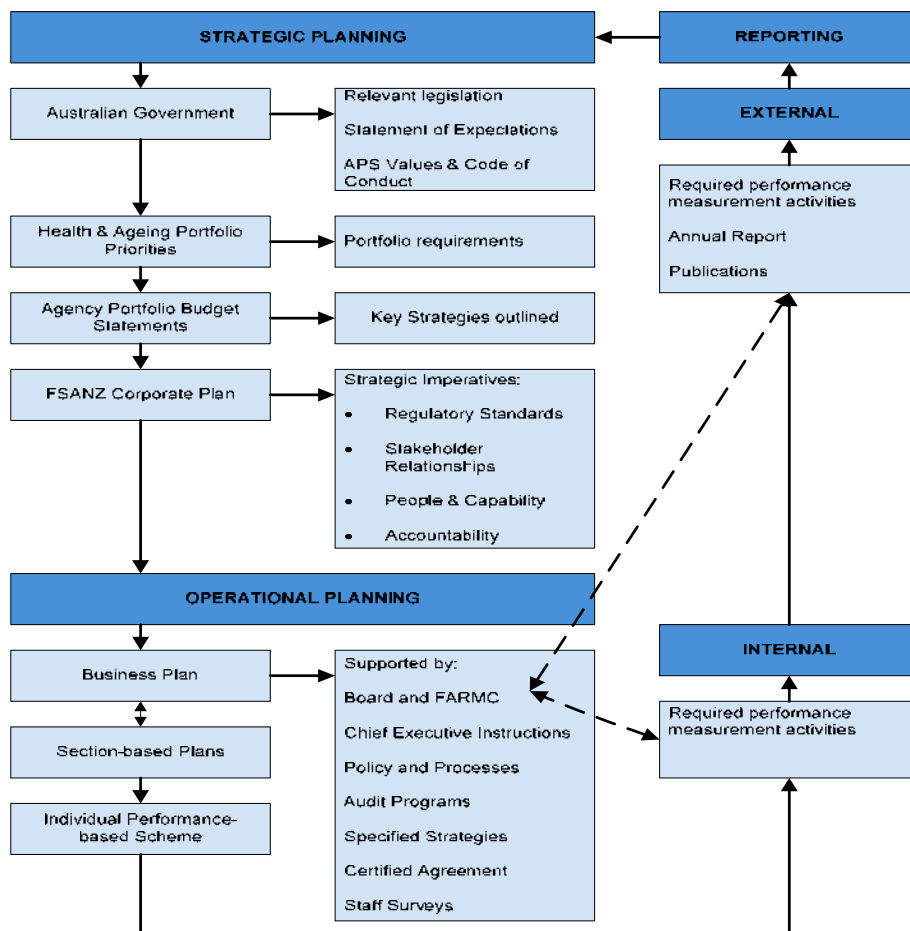 STRATEGIC PLANNING
Australian Government
Relevant legislation
Statement of Expectations
APS Values & Code of
Conduct
Health & Ageing Portfolio
Priorities
Portfolio requirements
Agency Portfolio Budget
Statements
Key Strategies outlined
FSANZ Corporate Plan
Strategic Imperatives:
• Regulatory Standards
• Stakeholder
Relationships
• People & Capability
• Accountability
OPERATIONAL PLANNING
Business Plan
Section-based Plans
Individual Performance-
based Scheme
Supported by:
Board and FARMC
Chief Executive Instructions
Policy and Processes
Audit Programs
Specified Strategies
Certified Agreement
Staff Surveys
REPORTING
EXTERNAL
Required performance
measurement activities
Annual Report
Publications
INTERNAL
Required performance
measurement activities